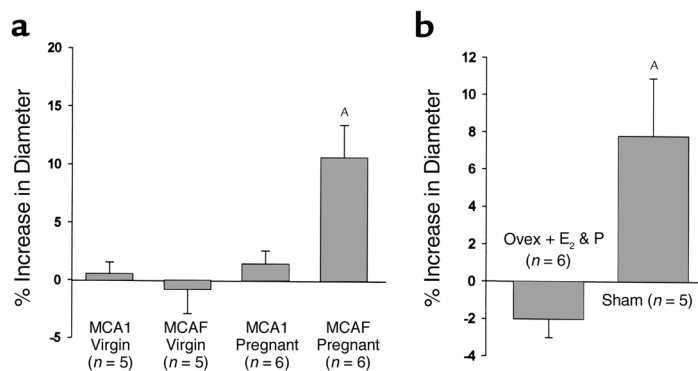 a
% Increase in Diameter
20
15
10
5
0
-5
A
MCA1 Virgin (n = 5)
MCAF Virgin (n = 5)
MCA1 Pregnant (n = 6)
MCAF Pregnant (n = 6)
b
% Increase in Diameter
12
10
8
6
4
2
0
-2
-4
A
Ovex + E₂ & P
(n = 6)
Sham (n = 5)